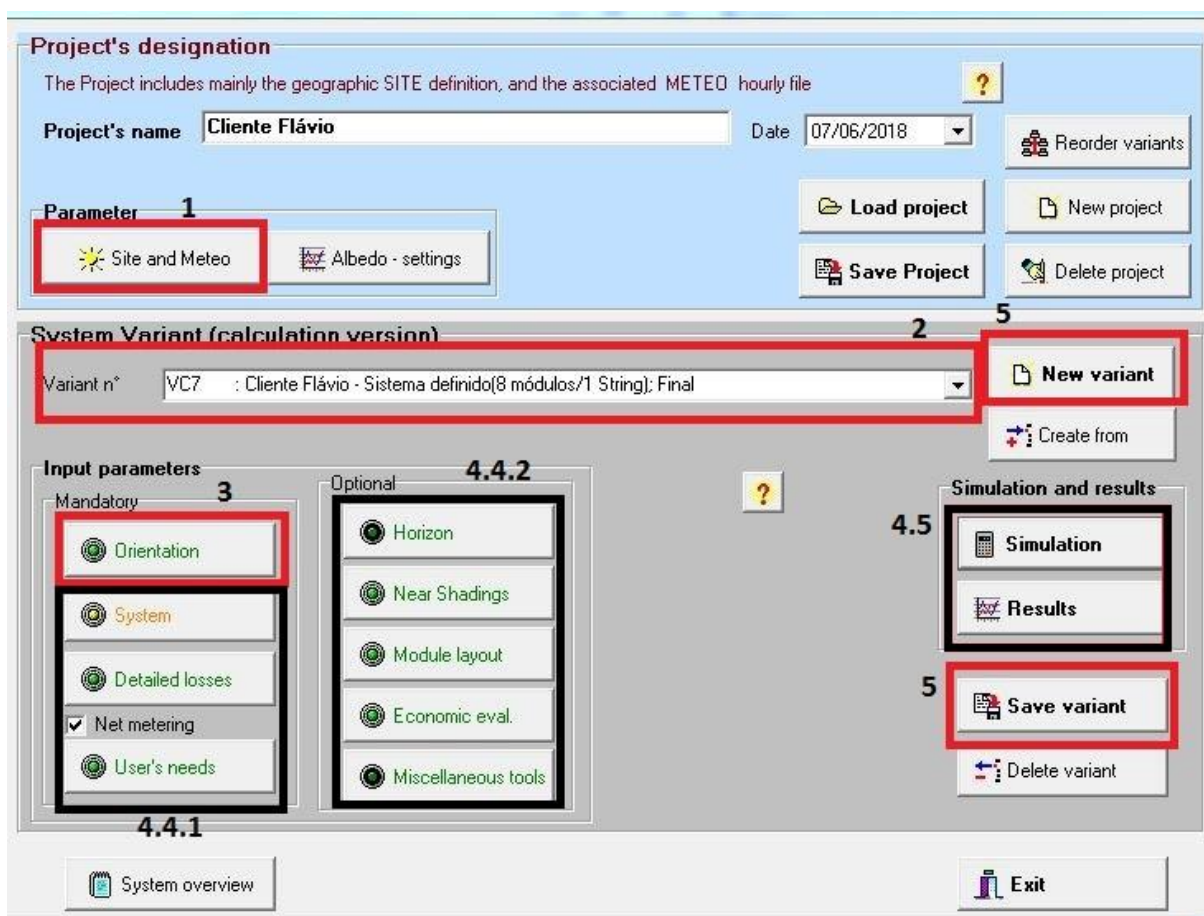 Project's designation
The Project includes mainly the geographic SITE definition, and the associated METEO hourly file
?
Project's name Cliente Flávio Date 07/06/2018
Reorder variants
Parameter 1
Site and Meteo Albedo - settings
Load project New project
Save Project Delete project
System Variant (calculation version) 2 5
Variant n° VC7 : Cliente Flávio - Sistema definido(8 módulos/1 String); Final
New variant
Create from
Input parameters
Mandatory 3
Orientation
System
Detailed losses
Net metering
User's needs
4.4.1
Optional 4.4.2
Horizon
Near Shadings
Module layout
Economic eval.
Miscellaneous tools
?
Simulation and results
4.5
Simulation
Results
5
Save variant
Delete variant
System overview
Exit